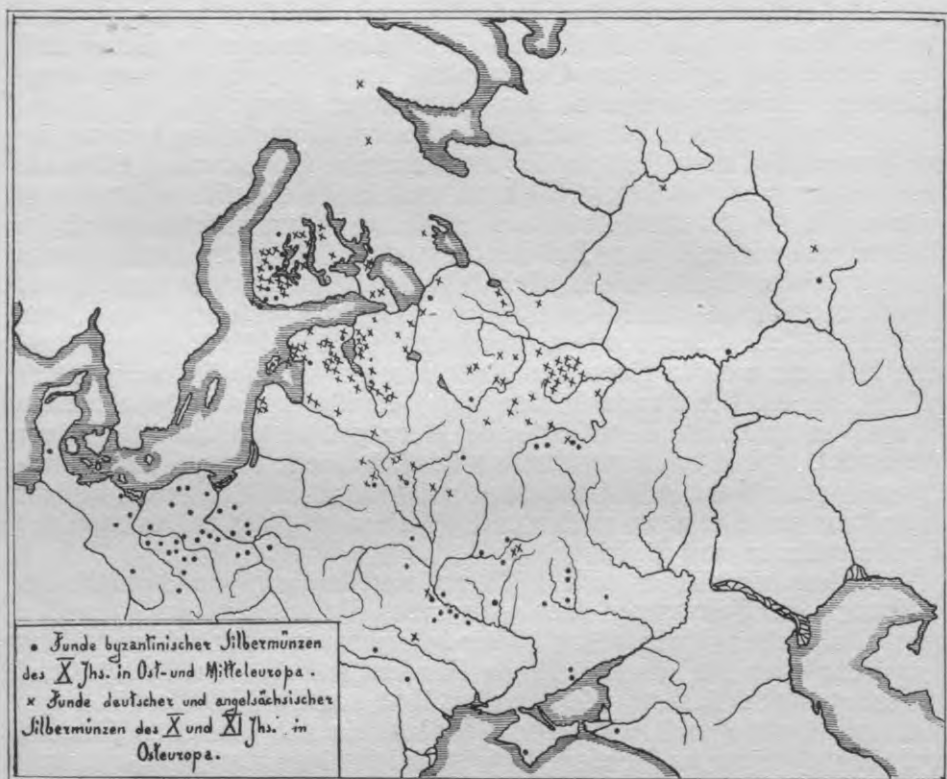 • Funde byzantinischer Silbermünzen
des X Jhs. in Ost- und Mitteleuropa.
x Funde deutscher und angelsächsischer
Silbermünzen des X und XI Jhs. in
Osteuropa.